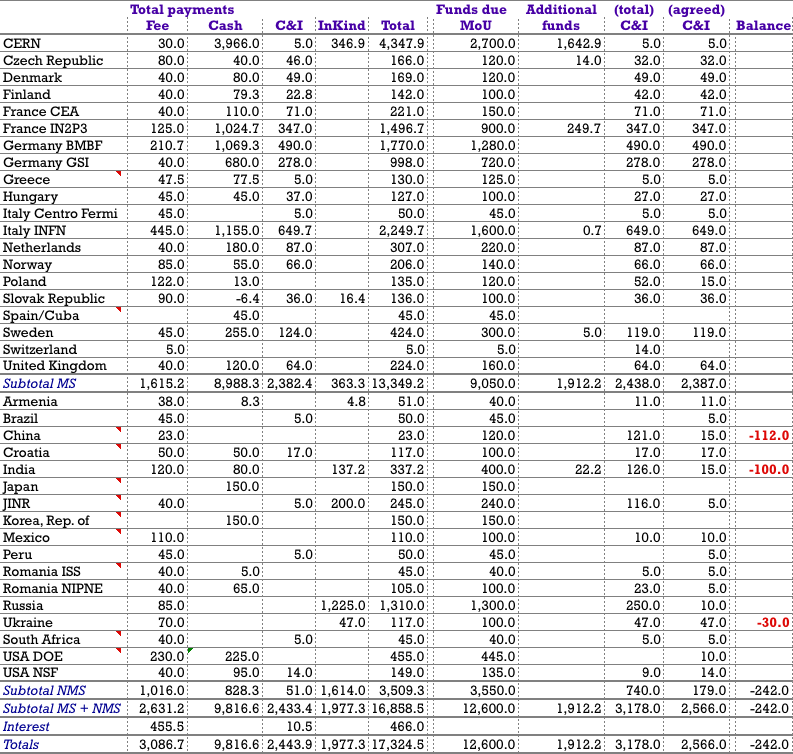 Total payments Funds due Additional (total) (agreed)
Fee Cash C&I InKind Total MoU funds C&I C&I Balance
CERN 30.0 3,966.0 5.0 346.9 4,347.9 2,700.0 1,642.9 5.0 5.0
Czech Republic 80.0 40.0 46.0 166.0 120.0 14.0 32.0 32.0
Denmark 40.0 80.0 49.0 169.0 120.0 49.0 49.0
Finland 40.0 79.3 22.8 142.0 100.0 42.0 42.0
France CEA 40.0 110.0 71.0 221.0 150.0 71.0 71.0
France IN2P3 125.0 1,024.7 347.0 1,496.7 900.0 249.7 347.0 347.0
Germany BMBF 210.7 1,069.3 490.0 1,770.0 1,280.0 490.0 490.0
Germany GSI 40.0 680.0 278.0 998.0 720.0 278.0 278.0
Greece 47.5 77.5 5.0 130.0 125.0 5.0 5.0
Hungary 45.0 45.0 37.0 127.0 100.0 27.0 27.0
Italy Centro Fermi 45.0 5.0 50.0 45.0 5.0 5.0
Italy INFN 445.0 1,155.0 649.7 2,249.7 1,600.0 0.7 649.0 649.0
Netherlands 40.0 180.0 87.0 307.0 220.0 87.0 87.0
Norway 85.0 55.0 66.0 206.0 140.0 66.0 66.0
Poland 122.0 13.0 135.0 120.0 52.0 15.0
Slovak Republic 90.0 -6.4 36.0 16.4 136.0 100.0 36.0 36.0
Spain/Cuba 45.0 45.0 45.0
Sweden 45.0 255.0 124.0 424.0 300.0 5.0 119.0 119.0
Switzerland 5.0 5.0 5.0 14.0
United Kingdom 40.0 120.0 64.0 224.0 160.0 64.0 64.0
Subtotal MS 1,615.2 8,988.3 2,382.4 363.3 13,349.2 9,050.0 1,912.2 2,438.0 2,387.0
Armenia 38.0 8.3 4.8 51.0 40.0 11.0 11.0
Brazil 45.0 5.0 50.0 45.0 5.0
China 23.0 23.0 120.0 121.0 15.0 -112.0
Croatia 50.0 50.0 17.0 117.0 100.0 17.0 17.0
India 120.0 80.0 137.2 337.2 400.0 22.2 126.0 15.0 -100.0
Japan 150.0 150.0 150.0
JINR 40.0 5.0 200.0 245.0 240.0 116.0 5.0
Korea, Rep. of 150.0 150.0 150.0
Mexico 110.0 110.0 100.0 10.0 10.0
Peru 45.0 5.0 50.0 45.0 5.0
Romania ISS 40.0 5.0 45.0 40.0 5.0 5.0
Romania NIPNE 40.0 65.0 105.0 100.0 23.0 5.0
Russia 85.0 1,225.0 1,310.0 1,300.0 250.0 10.0
Ukraine 70.0 47.0 117.0 100.0 47.0 47.0 -30.0
South Africa 40.0 5.0 45.0 40.0 5.0 5.0
USA DOE 230.0 225.0 455.0 445.0 10.0
USA NSF 40.0 95.0 14.0 149.0 135.0 9.0 14.0
Subtotal NMS 1,016.0 828.3 51.0 1,614.0 3,509.3 3,550.0 740.0 179.0 -242.0
Subtotal MS + NMS 2,631.2 9,816.6 2,433.4 1,977.3 16,858.5 12,600.0 1,912.2 3,178.0 2,566.0 -242.0
Interest 455.5 10.5 466.0
Totals 3,086.7 9,816.6 2,443.9 1,977.3 17,324.5 12,600.0 1,912.2 3,178.0 2,566.0 -242.0